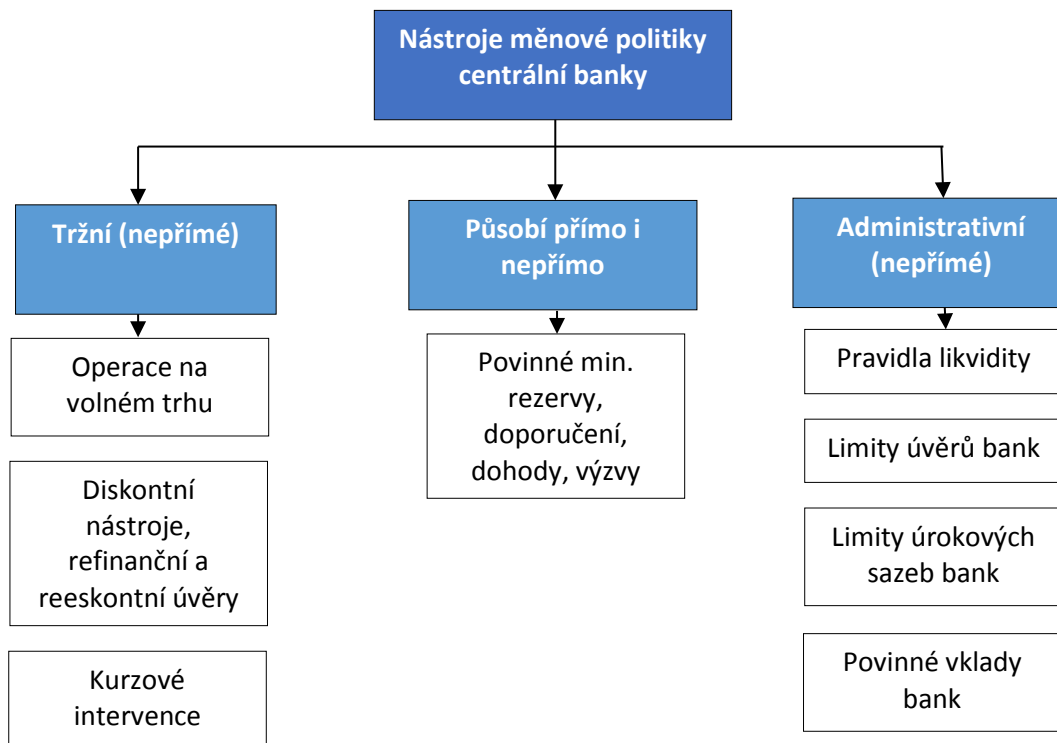 Nástroje měnové politiky
centrální banky
Tržní (nepřímé)
Působí přímo i
nepřímo
Administrativní
(nepřímé)
Operace na
volném trhu
Diskontní
nástroje,
refinanční a
reeskontní úvěry
Kurzové
intervence
Povinné min.
rezervy,
doporučení,
dohody, výzvy
Pravidla likvidity
Limity úvěrů bank
Limity úrokových
sazeb bank
Povinné vklady
bank